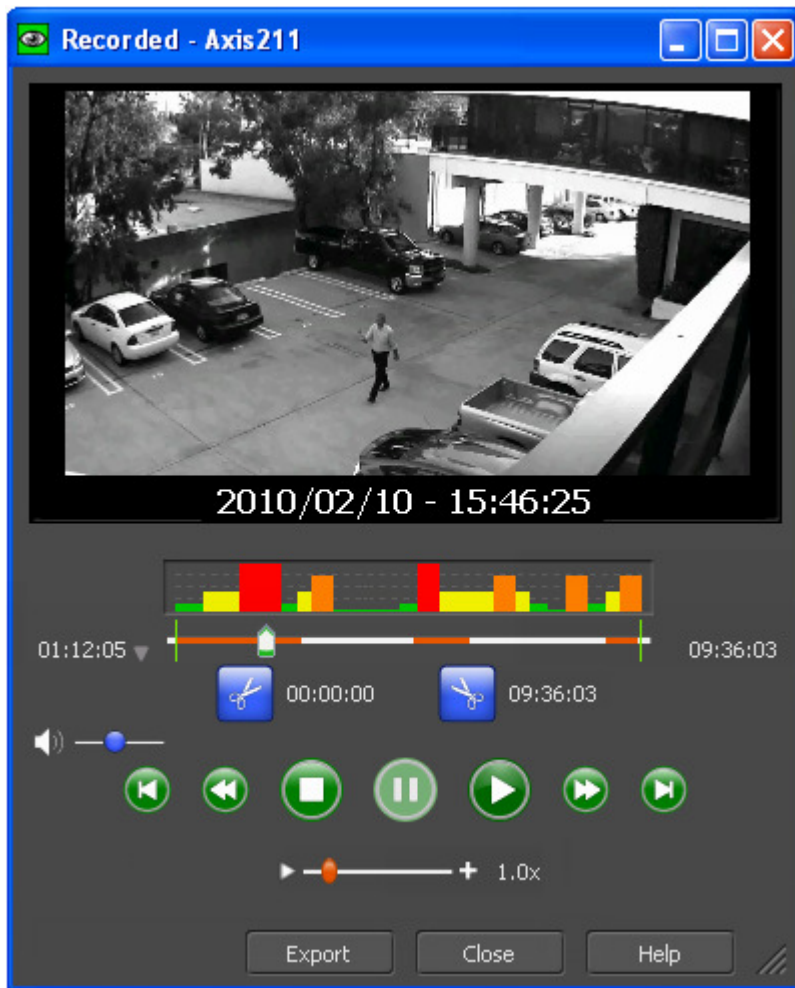 Recorded - Axis211
2010/02/10 - 15:46:25
01:12:05
09:36:03
00:00:00
09:36:03
1.0x
Export
Close
Help